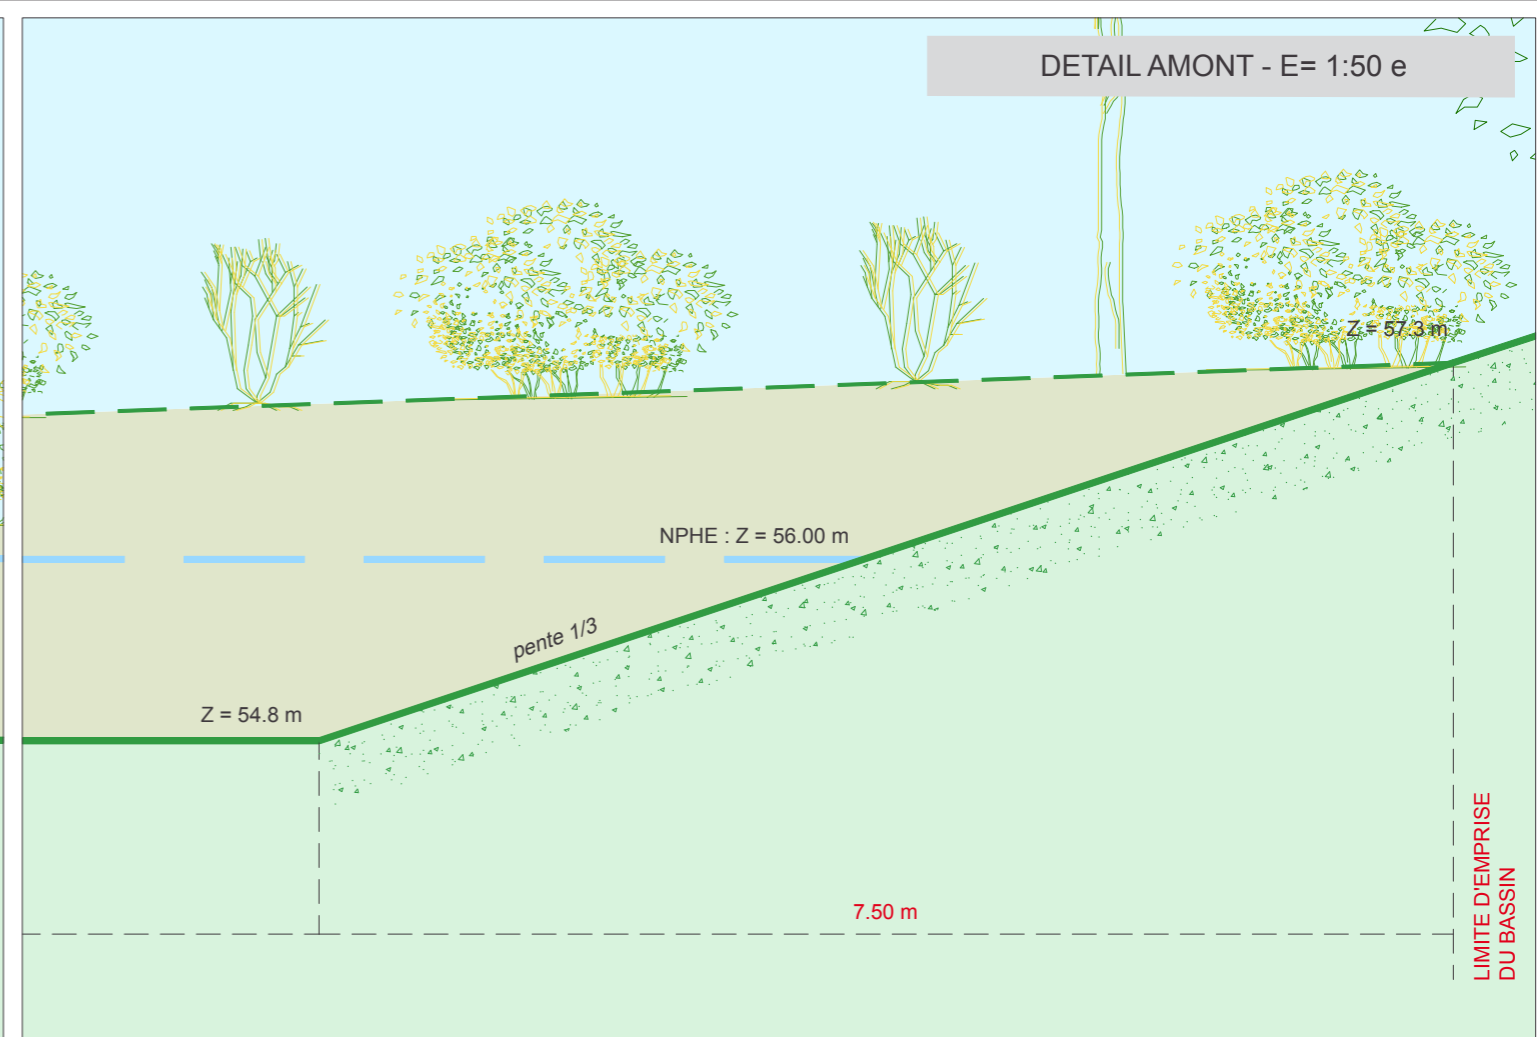 DETAIL AMONT - E= 1:50 e
Z = 57.3 m
NPHE : Z = 56.00 m
pente 1/3
Z = 54.8 m
7.50 m
LIMITE D'EMPRISE
DU BASSIN